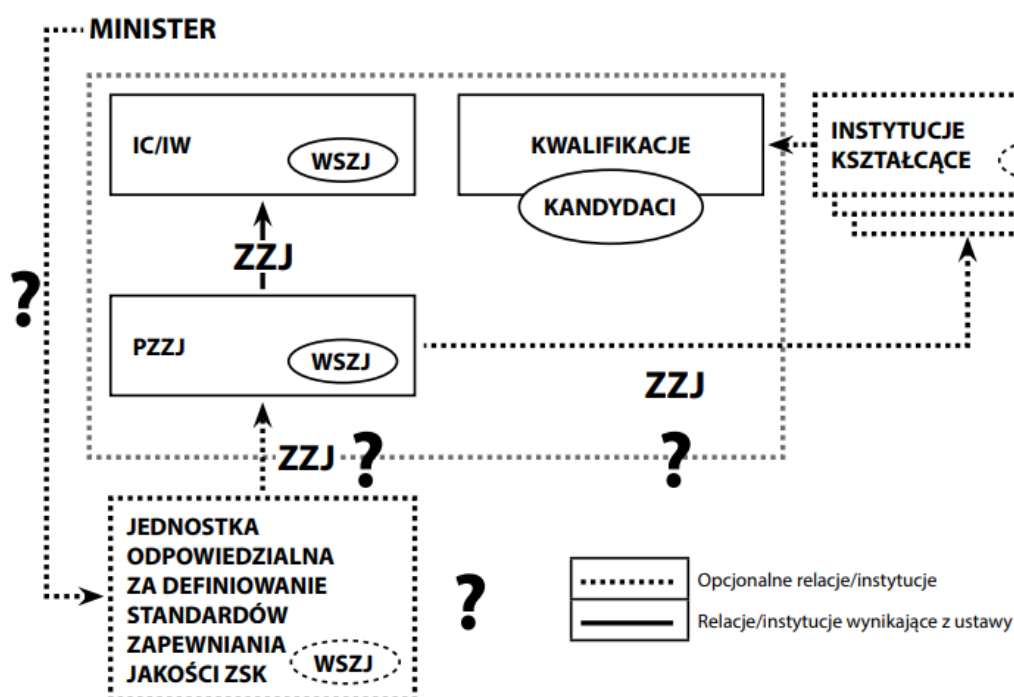 MINISTER
IC/IW
WSZJ
KWALIFIKACJE
KANDYDACI
INSTYTUCJE
KSZTAŁCĄCE
ZZJ
?
PZZJ
WSZJ
ZZJ
ZZJ
?
?
JEDNOSTKA
ODPOWIEDZIALNA
ZA DEFINIOWANIE
STANDARDÓW
ZAPEWNIANIA
JAKOŚCI ZSK
WSZJ
?
Opcjonalne relacje/instytucje
Relacje/instytucje wynikające z ustawy